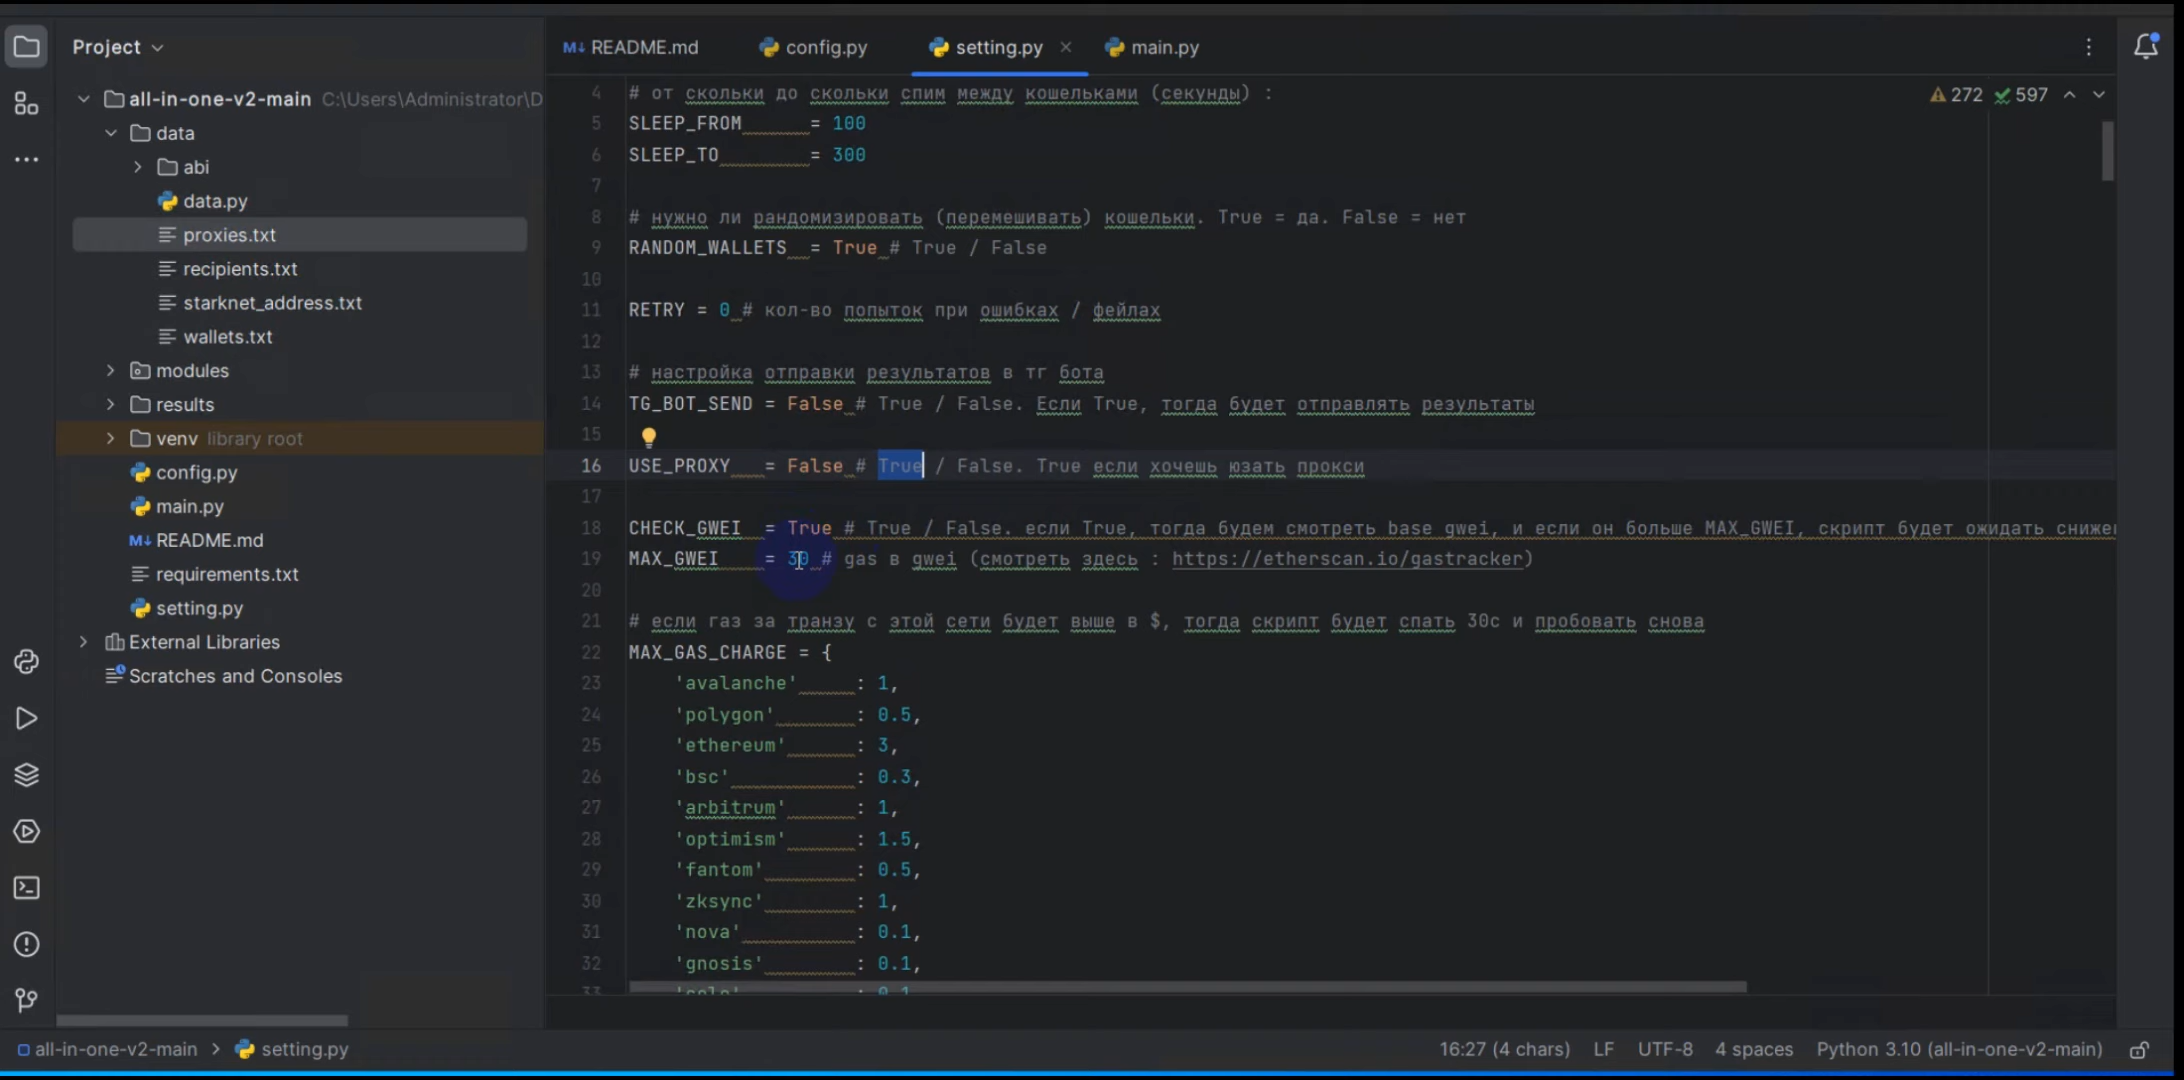 Project
all-in-one-v2-main C:\Users\Administrator\D
data
abi
data.py
proxies.txt
recipients.txt
starknet_address.txt
wallets.txt
modules
results
venv library root
config.py
main.py
M↓ README.md
requirements.txt
setting.py
External Libraries
Scratches and Consoles
M↓ README.md config.py setting.py × main.py
272 597
4 # от скольки до скольки спим между кошельками (секунды) :
5 SLEEP_FROM = 100
6 SLEEP_TO = 300
7
8 # нужно ли рандомизировать (перемешивать) кошельки. True = да. False = нет
9 RANDOM_WALLETS = True # True / False
10
11 RETRY = 0 # кол-во попыток при ошибках / фейлах
12
13 # настройка отправки результатов в тг бота
14 TG_BOT_SEND = False # True / False. Если True, тогда будет отправлять результаты
15
16 USE_PROXY = False # True / False. True если хочешь юзать прокси
17
18 CHECK_GWEI = True # True / False. если True, тогда будем смотреть base gwei, и если он больше MAX_GWEI, скрипт будет ожидать
19 MAX_GWEI = 30 # gas в gwei (смотреть здесь : https://etherscan.io/gastracker)
20
21 # если газ за транзу с этой сети будет выше в $, тогда скрипт будет спать 30с и пробовать снова
22 MAX_GAS_CHARGE = {
23 'avalanche' : 1,
24 'polygon' : 0.5,
25 'ethereum' : 3,
26 'bsc' : 0.3,
27 'arbitrum' : 1,
28 'optimism' : 1.5,
29 'fantom' : 0.5,
30 'zksync' : 1,
31 'nova' : 0.1,
32 'gnosis' : 0.1,
all-in-one-v2-main > setting.py
16:27 (4 chars) LF UTF-8 4 spaces Python 3.10 (all-in-one-v2-main)